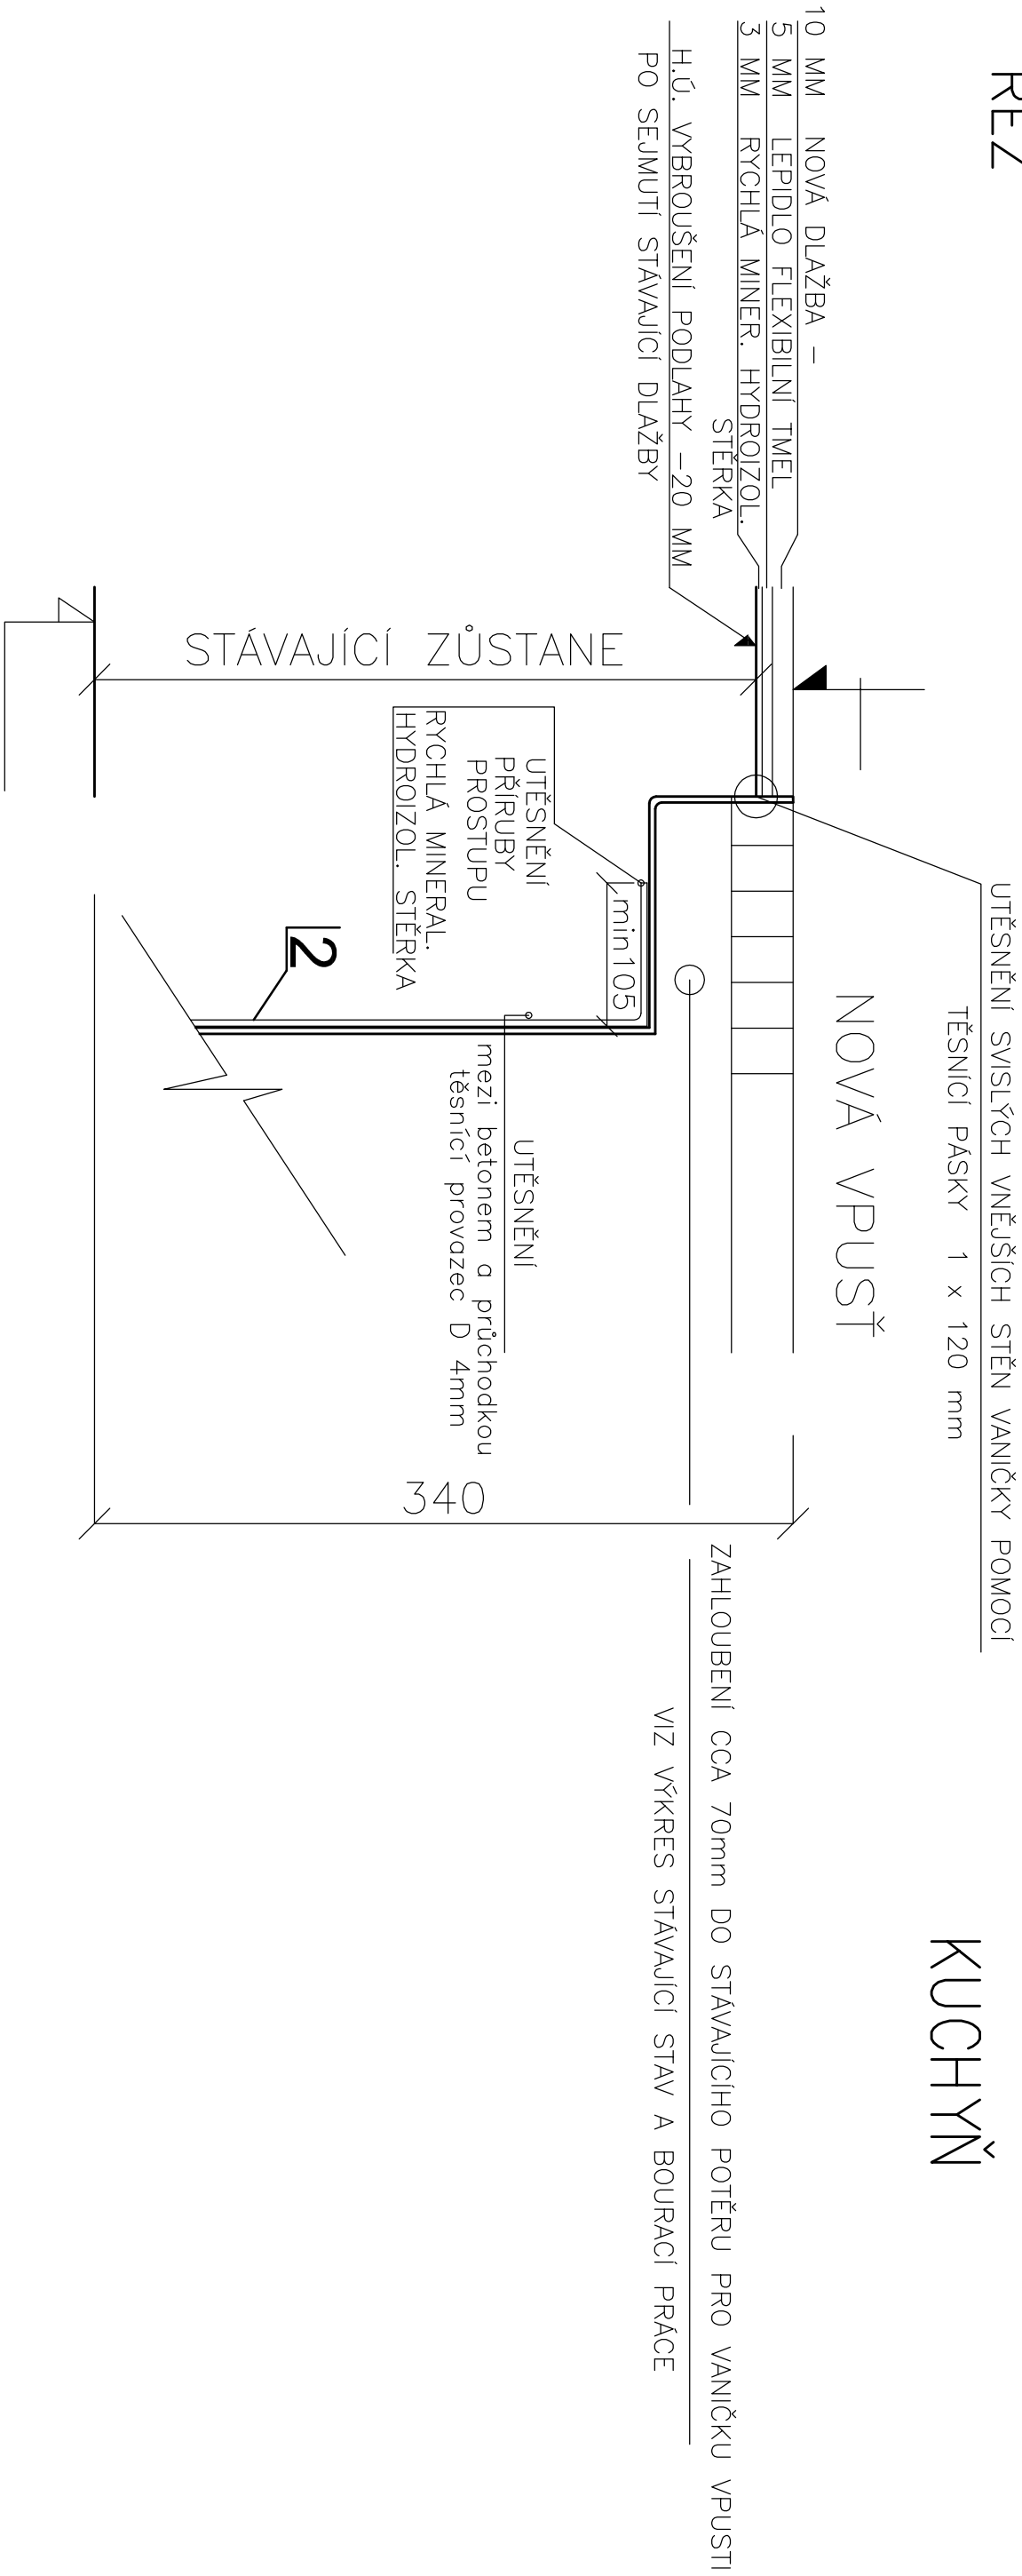 ŘEZ
KUCHYŇ
10 MM NOVÁ DLAŽBA –
5 MM LEPIDLO FLEXIBILNÍ TMEL
3 MM RYCHLÁ MINER. HYDROIZOL.
STĚRKA
H.Ú. VYBROUŠENÍ PODLAHY –20 MM
PO SEJMUTÍ STÁVAJÍCÍ DLAŽBY
UTĚSNĚNÍ SVISLÝCH VNĚJŠÍCH STĚN VANIČKY POMOCÍ
TĚSNÍCÍ PÁSKY 1 x 120 mm
NOVÁ VPUSŤ
STÁVAJÍCÍ ZŮSTANE
min105
UTĚSNĚNÍ
PŘÍRUBY
PROSTUPU
RYCHLÁ MINERAL.
HYDROIZOL. STĚRKA
2
UTĚSNĚNÍ
mezi betonem a průchodkou
těsnící provazec D 4mm
340
ZAHLOUBENÍ CCA 70mm DO STÁVAJÍCÍHO POTĚRU PRO VANIČKU VPUSTI
VIZ VÝKRES STÁVAJÍCÍ STAV A BOURACÍ PRÁCE